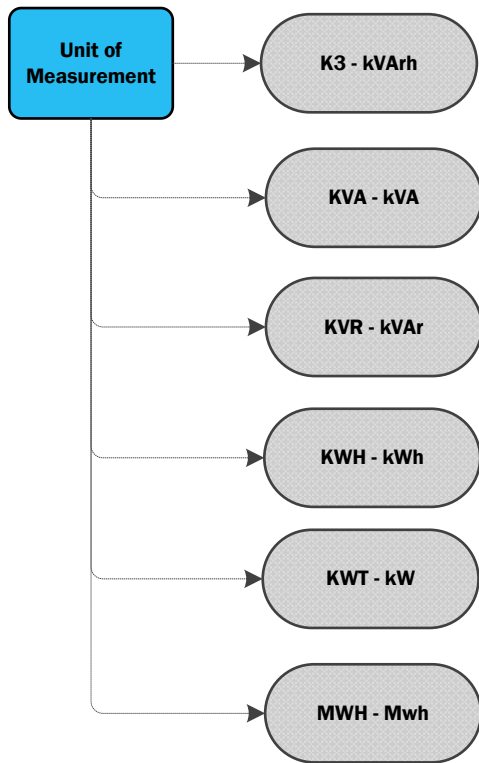 Unit of
Measurement
K3 - kVArh
KVA - kVA
KVR - kVAr
KWH - kWh
KWT - kW
MWH - Mwh